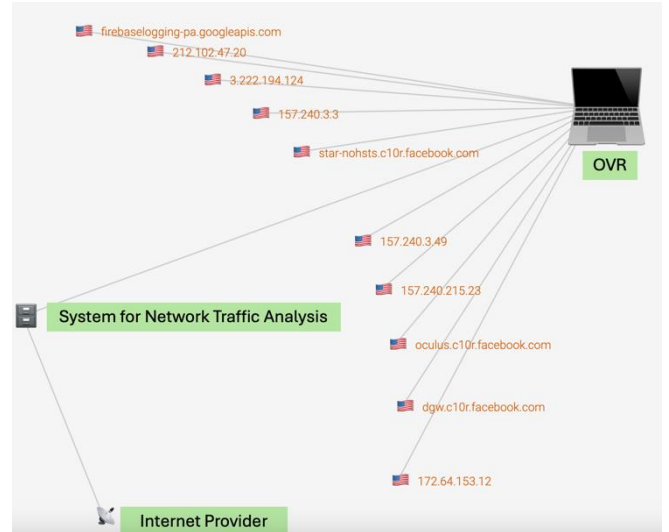 firebaselogging-pa.googleapis.com
212.102.47.20
3.222.194.124
157.240.3.3
star-nohsts.c10r.facebook.com
OVR
157.240.3.49
157.240.215.23
System for Network Traffic Analysis
oculus.c10r.facebook.com
dgw.c10r.facebook.com
172.64.153.12
Internet Provider